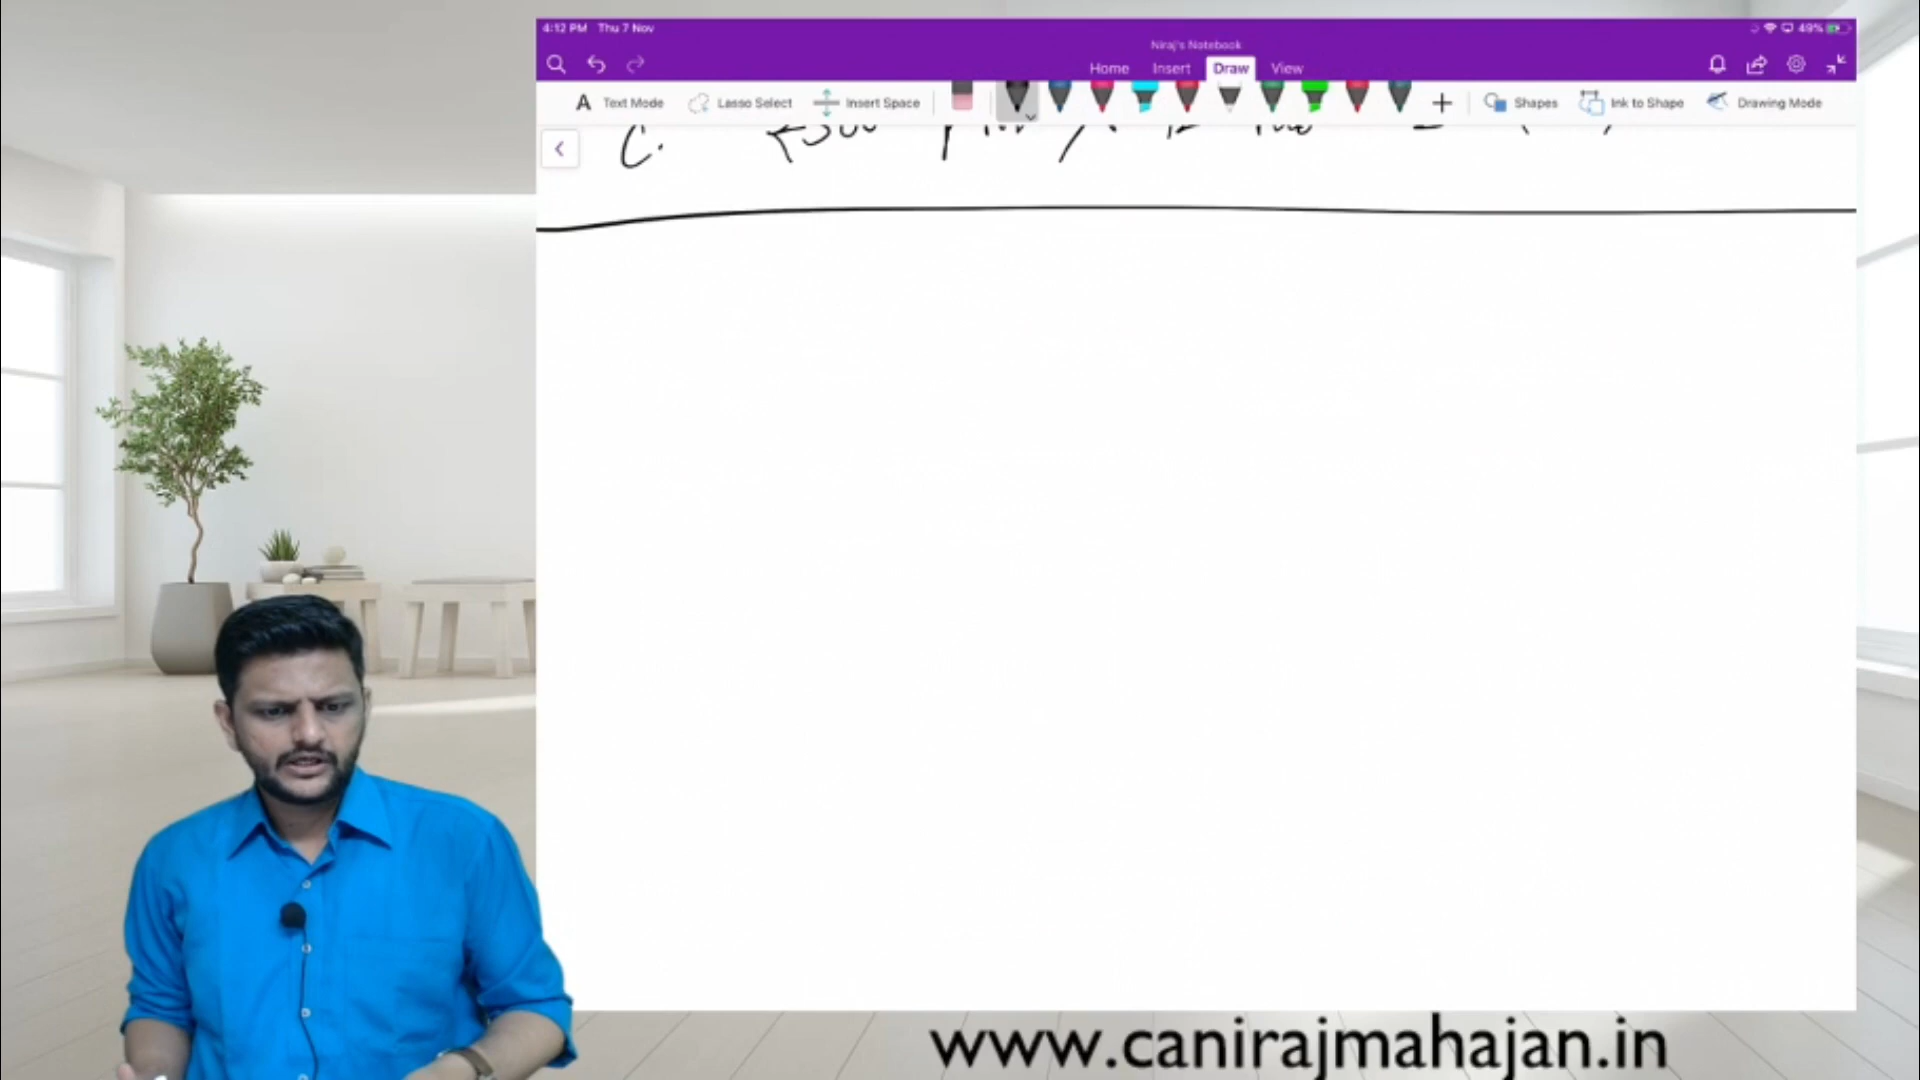 4:12 PM Thu 7 Nov
49%
Niraj's Notebook
Home Insert Draw View
A Text Mode Lasso Select Insert Space Shapes Ink to Shape Drawing Mode
C.
www.canirajmahajan.in